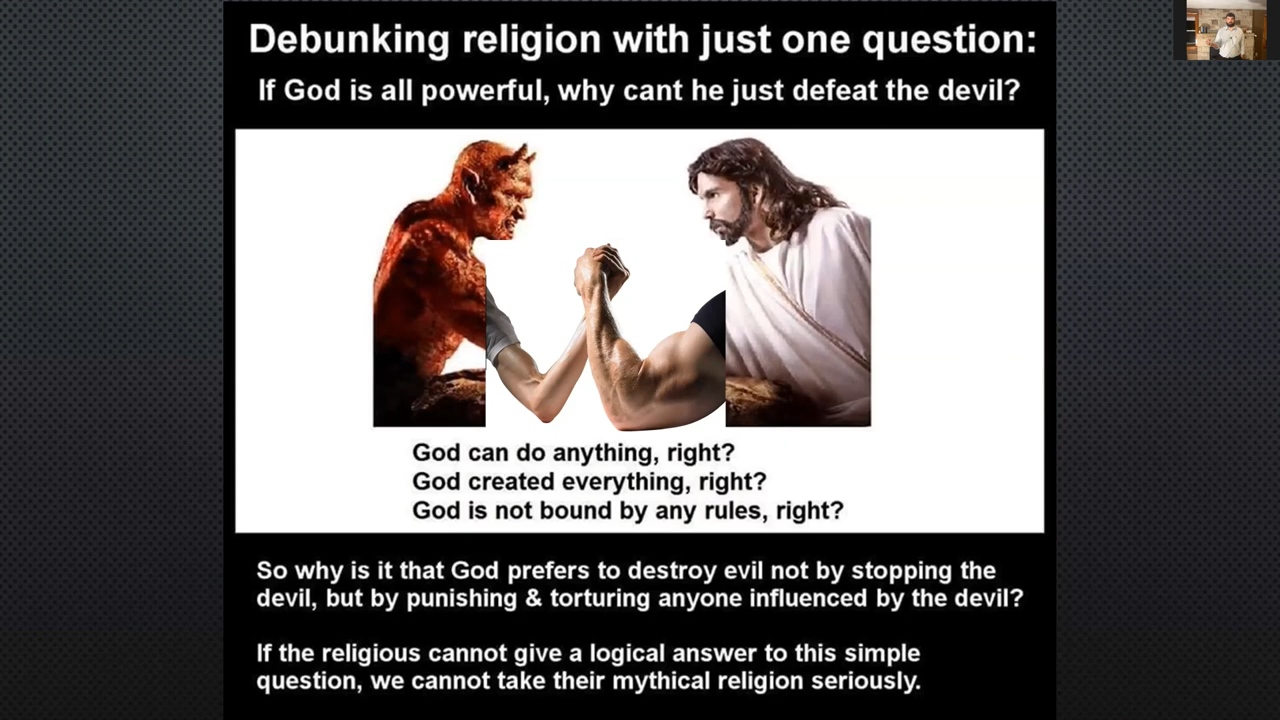 Debunking religion with just one question:
If God is all powerful, why cant he just defeat the devil?
God can do anything, right?
God created everything, right?
God is not bound by any rules, right?
So why is it that God prefers to destroy evil not by stopping the
devil, but by punishing & torturing anyone influenced by the devil?
If the religious cannot give a logical answer to this simple
question, we cannot take their mythical religion seriously.